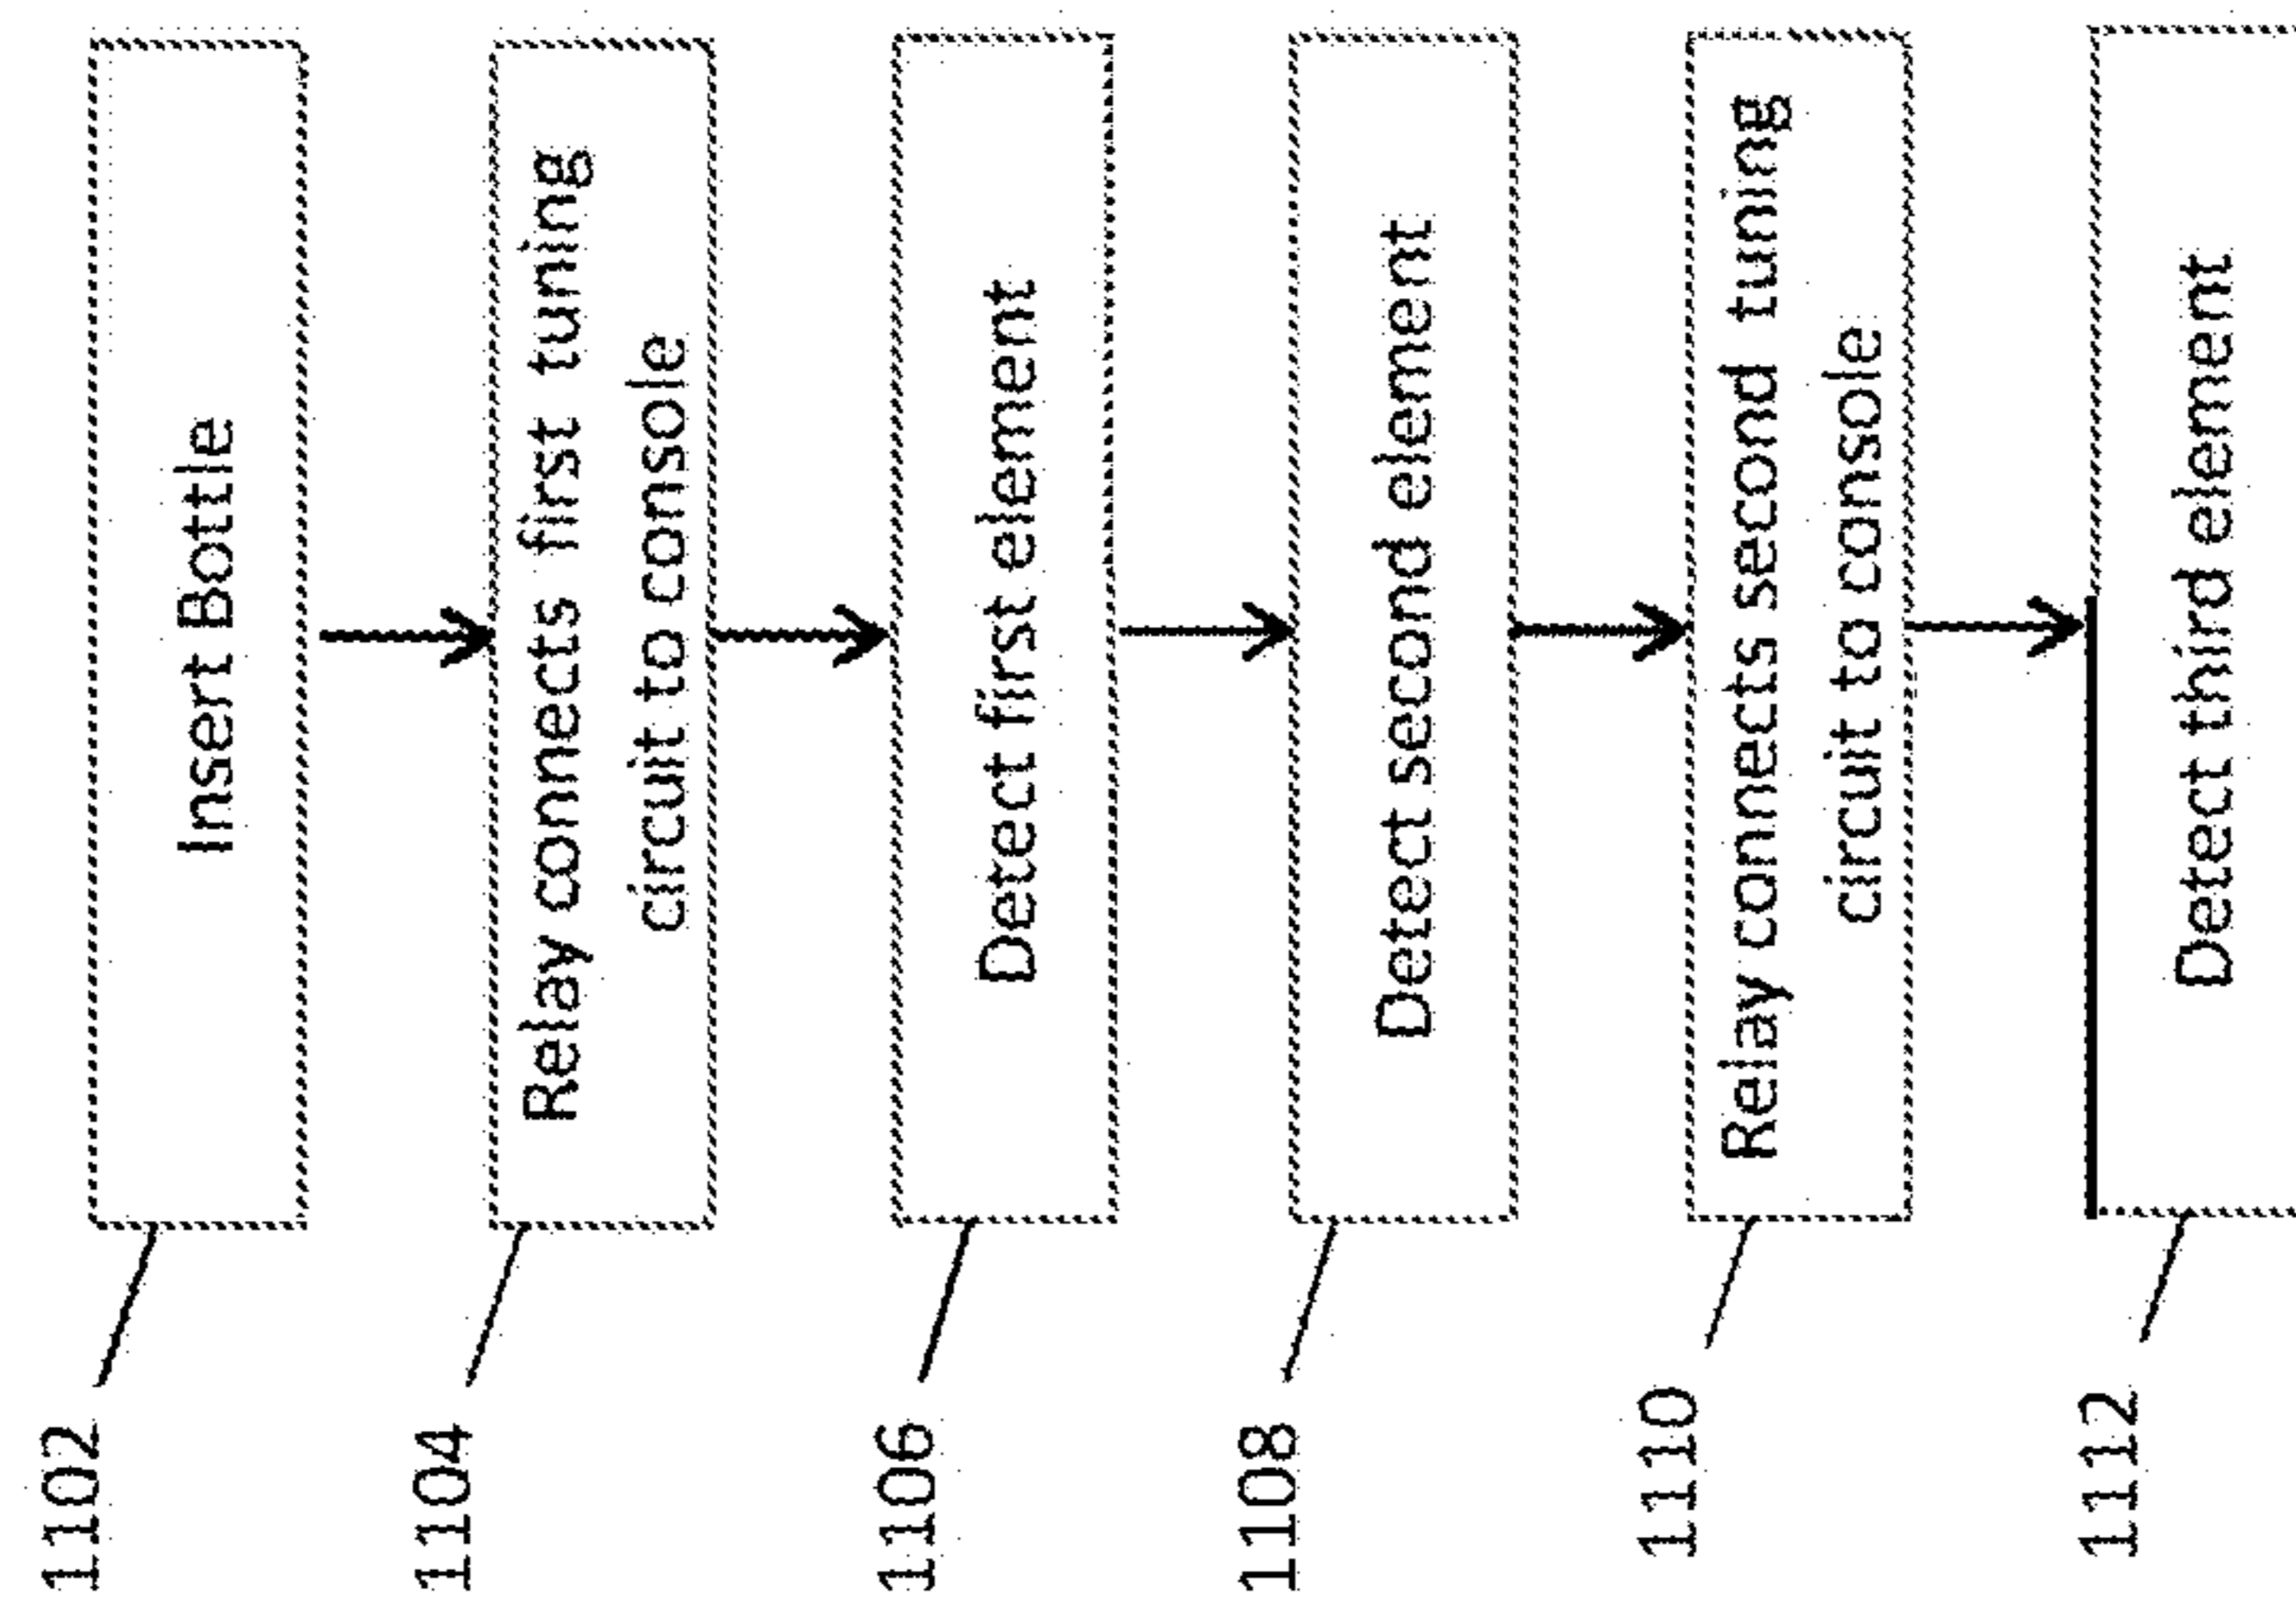 1102
Insert Bottle
1104
Relay connects first tuning
circuit to console
1106
Detect first element
1108
Detect second element
1110
Relay connects second tuning
circuit to console
1112
Detect third element